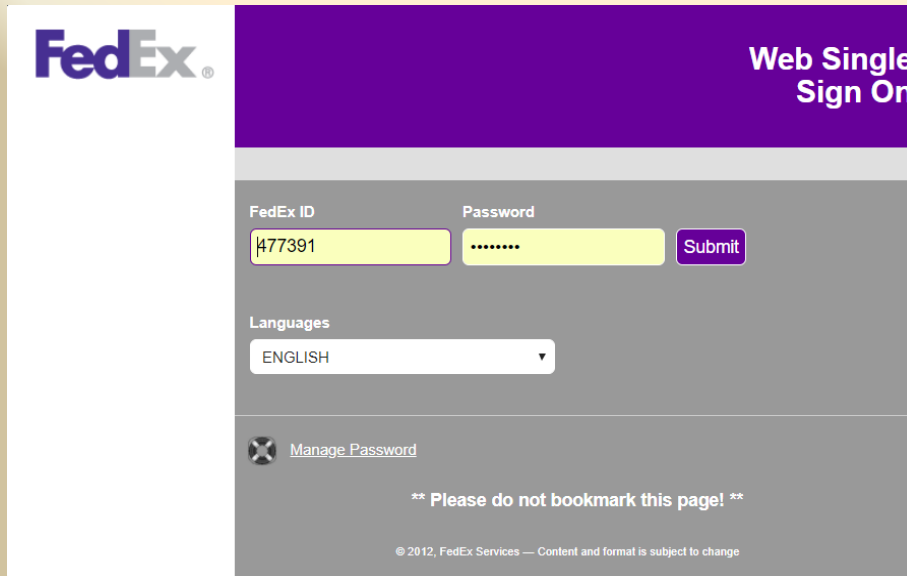 FedEx®
Web Single
Sign On
FedEx ID
Password
477391
••••••••
Submit
Languages
ENGLISH
Manage Password
** Please do not bookmark this page! **
© 2012, FedEx Services — Content and format is subject to change